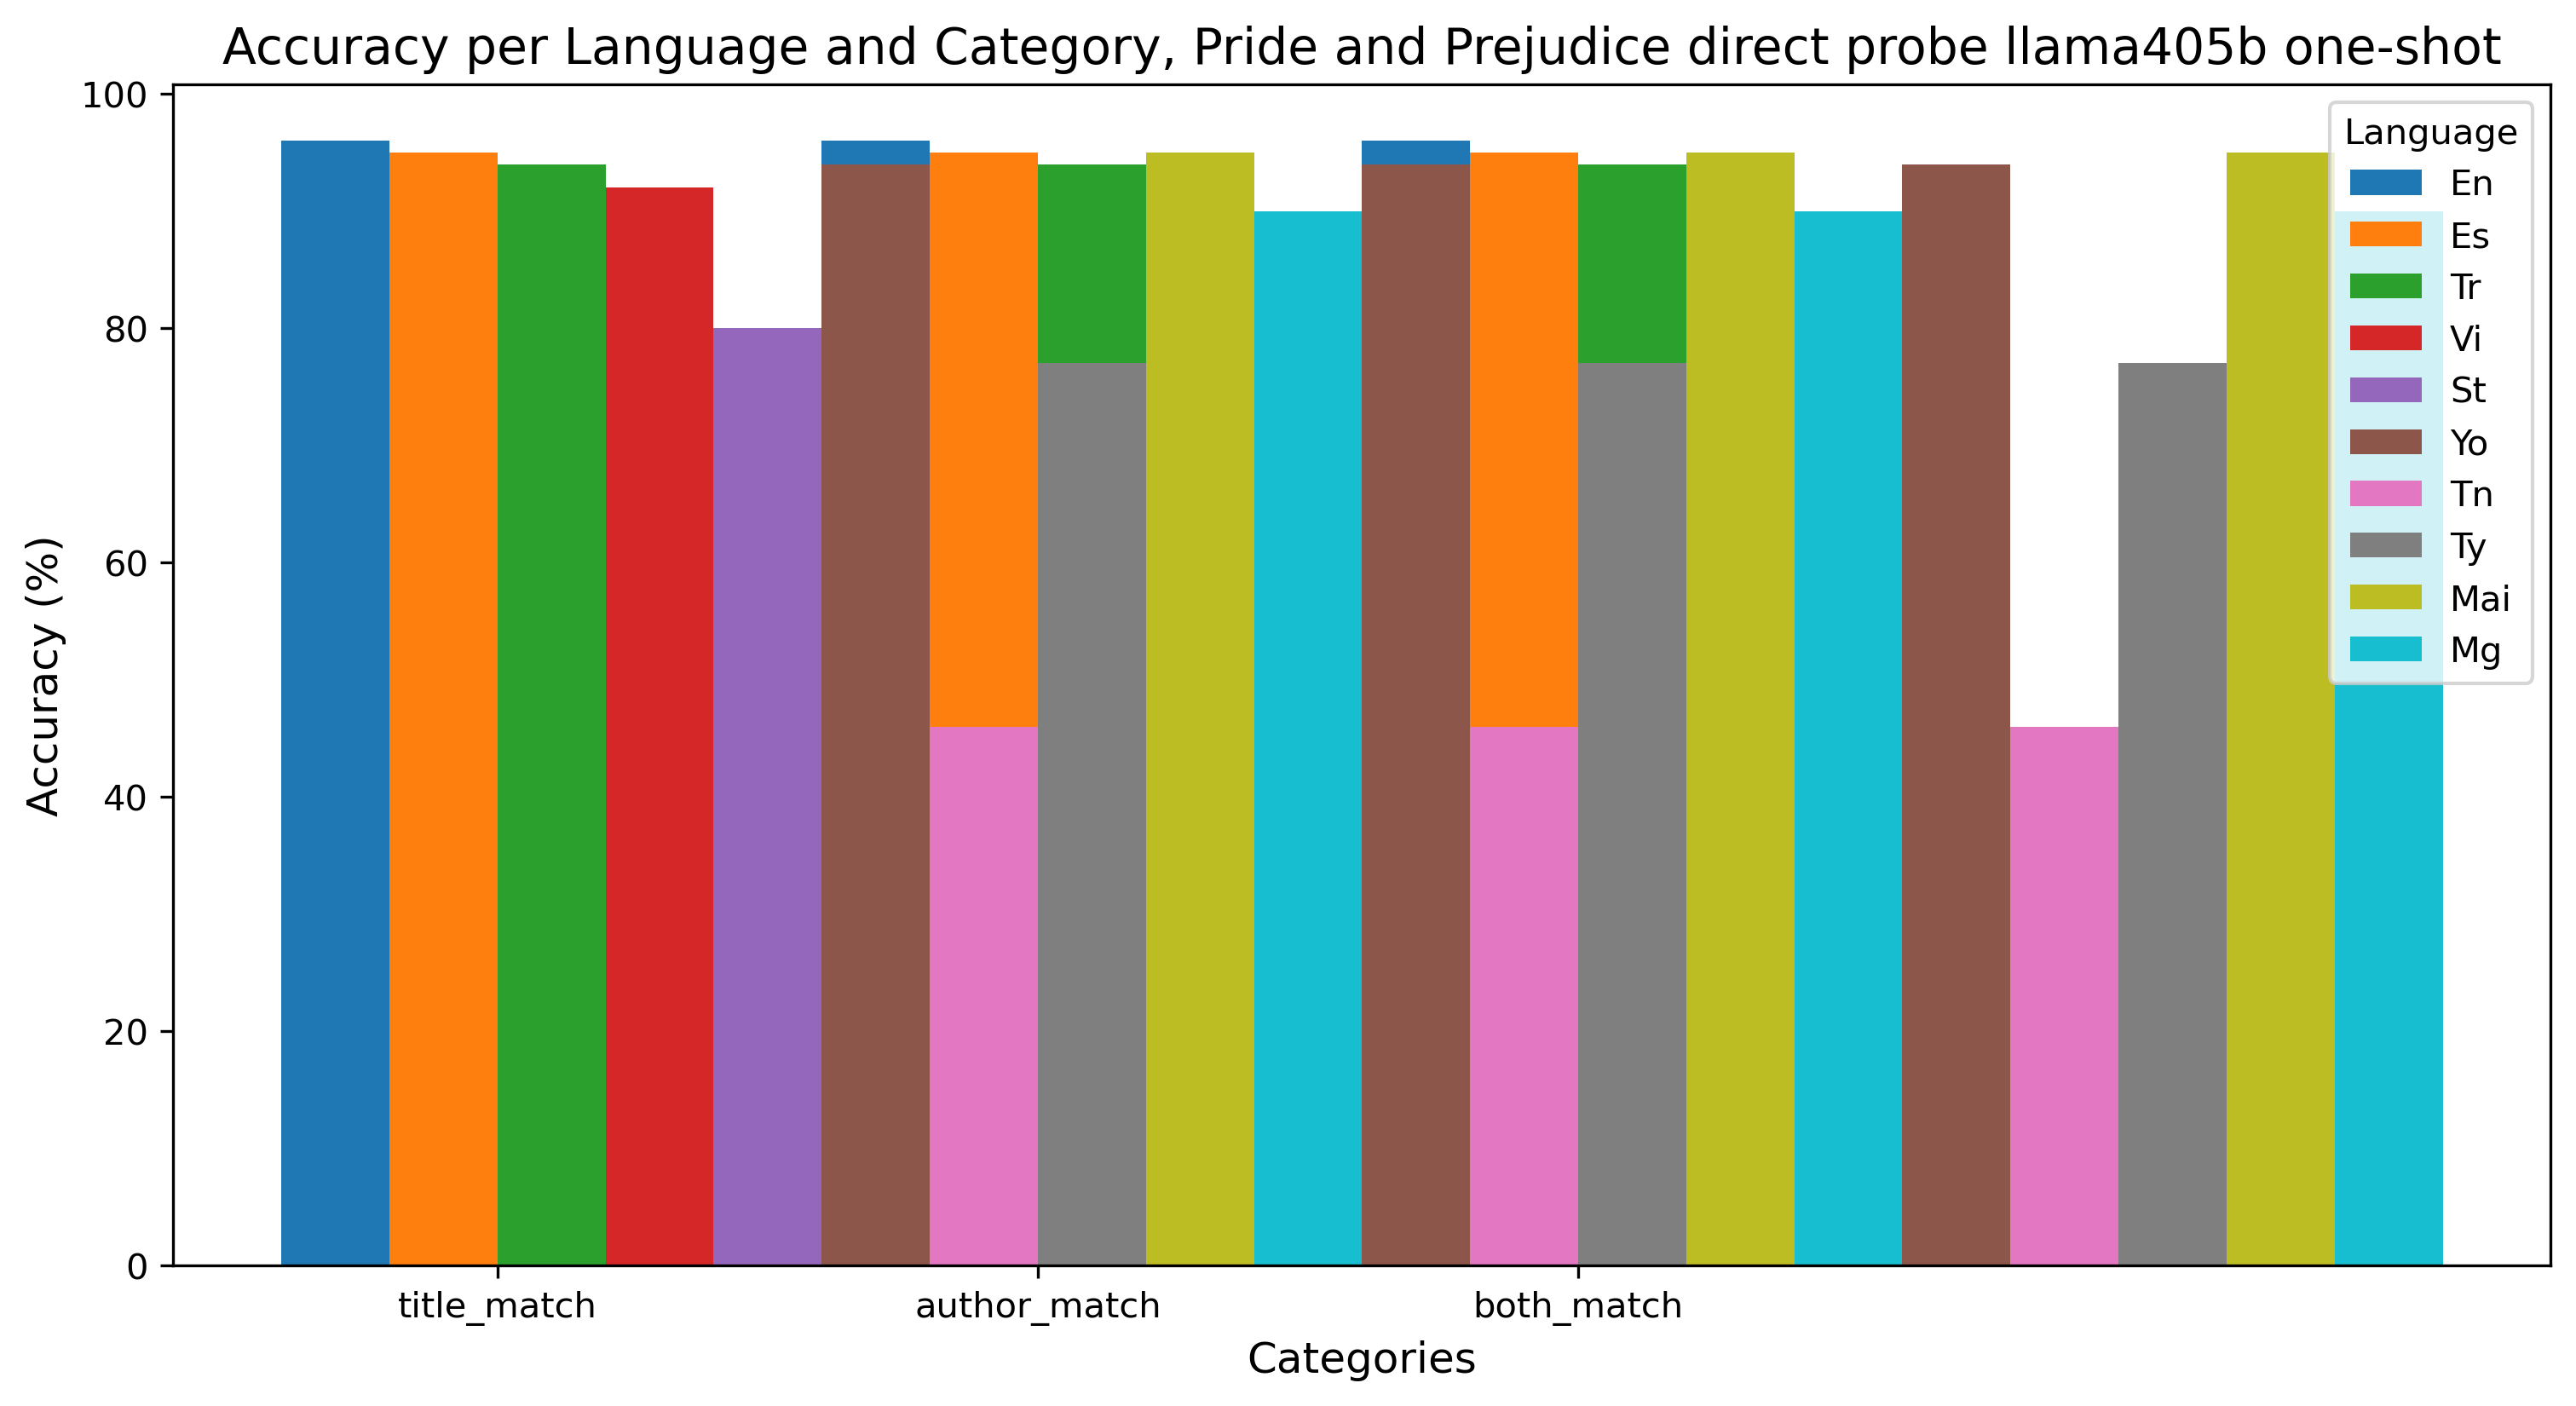 Accuracy per Language and Category, Pride and Prejudice direct probe llama405b one-shot
Accuracy (%)
100
80
60
40
20
0
title_match
author_match
both_match
Categories
Language
En
Es
Tr
Vi
St
Yo
Tn
Ty
Mai
Mg